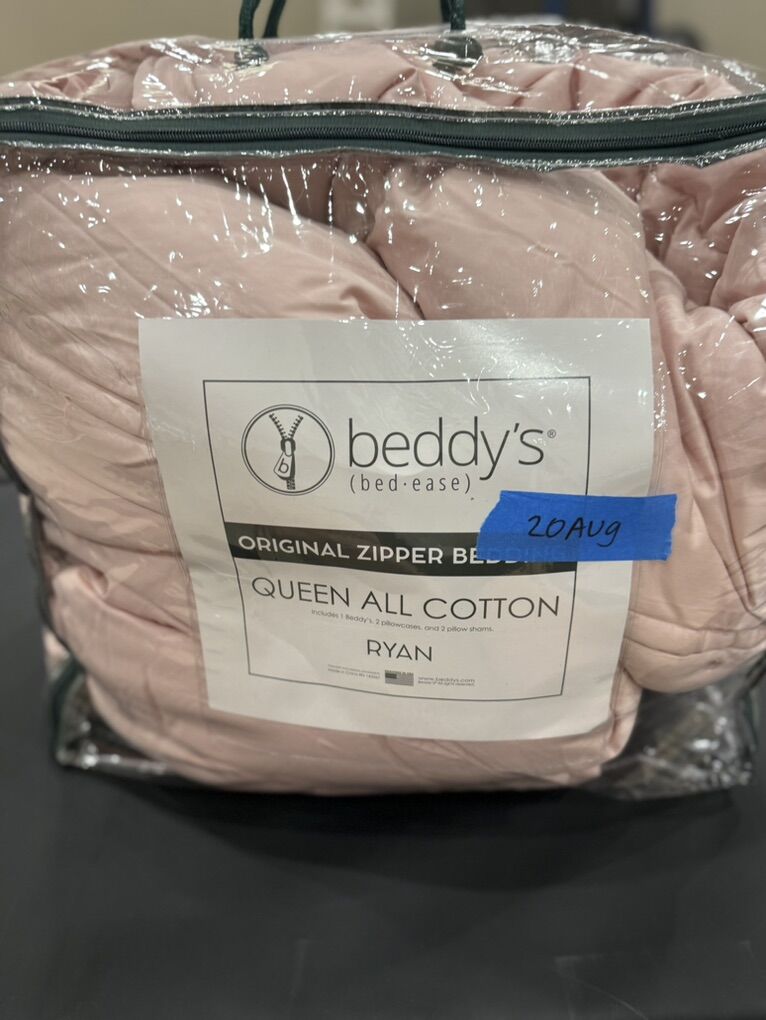 beddy's®
(bed·ease)
20AUG
ORIGINAL ZIPPER BEDDING
QUEEN ALL COTTON
Includes 1 Beddy's, 2 pillowcases, and 2 pillow shams.
RYAN
www.beddys.com